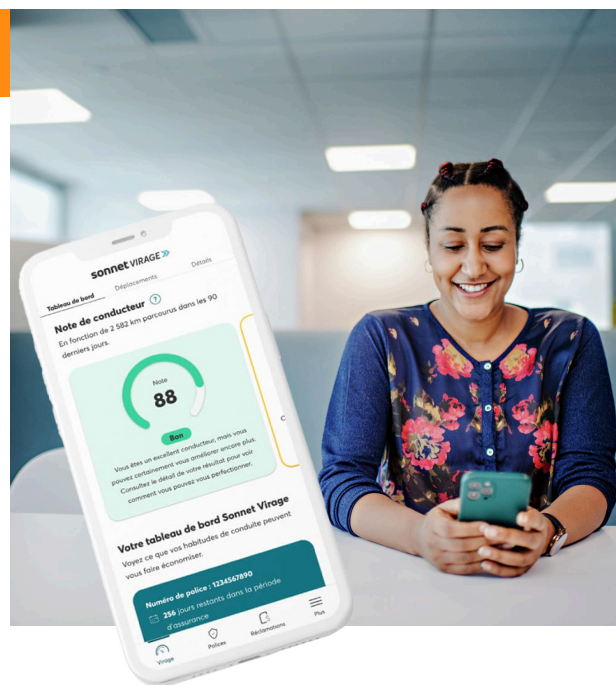 sonnet VIRAGE »
Tableau de bord
Déplacements
Détails
Note de conducteur ?
En fonction de 2 582 km parcourus dans les 90
derniers jours.
Note
88
Bon
Vous êtes un excellent conducteur, mais vous
pouvez certainement vous améliorer encore plus.
Consultez le détail de votre résultat pour voir
comment vous pouvez vous perfectionner.
C
Votre tableau de bord Sonnet Virage
Voyez ce que vos habitudes de conduite peuvent
vous faire économiser.
Numéro de police : 1234567890
256 jours restants dans la période
d'assurance
Virage
Polices
Réclamations
Plus